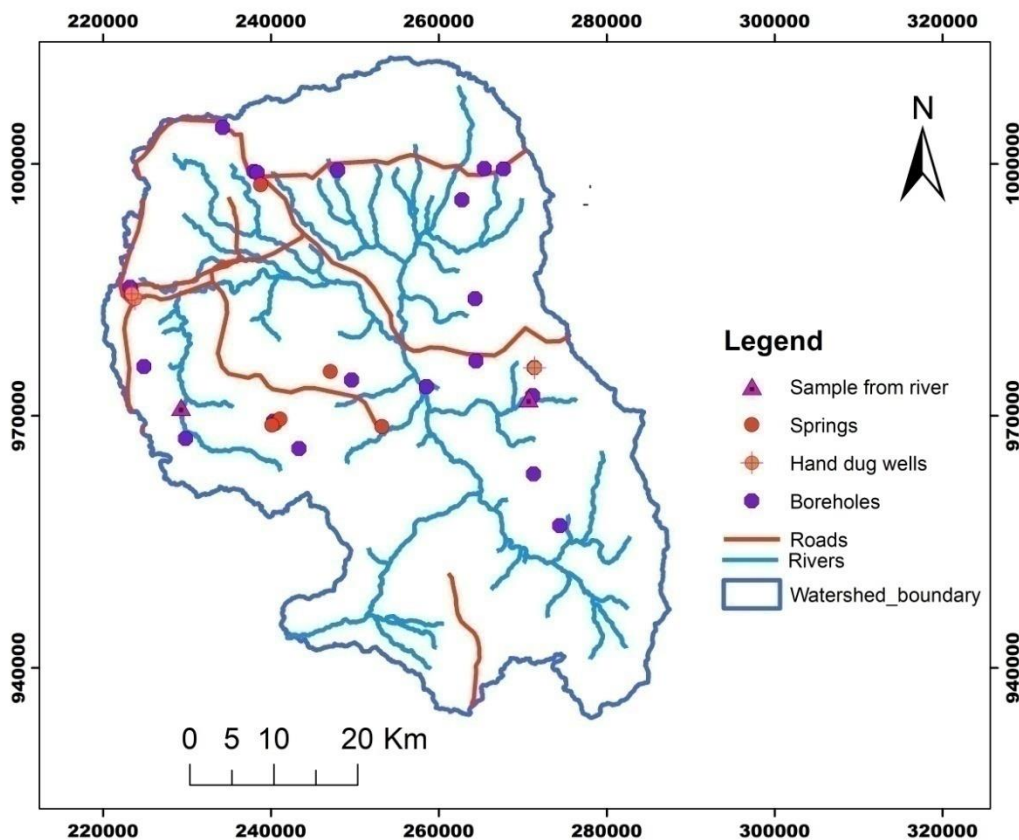 220000 240000 260000 280000 300000 320000
N
1000000 1000000
970000 970000
940000 940000
Legend
Sample from river
Springs
Hand dug wells
Boreholes
Roads
Rivers
Watershed_boundary
0 5 10 20 Km
220000 240000 260000 280000 300000 320000